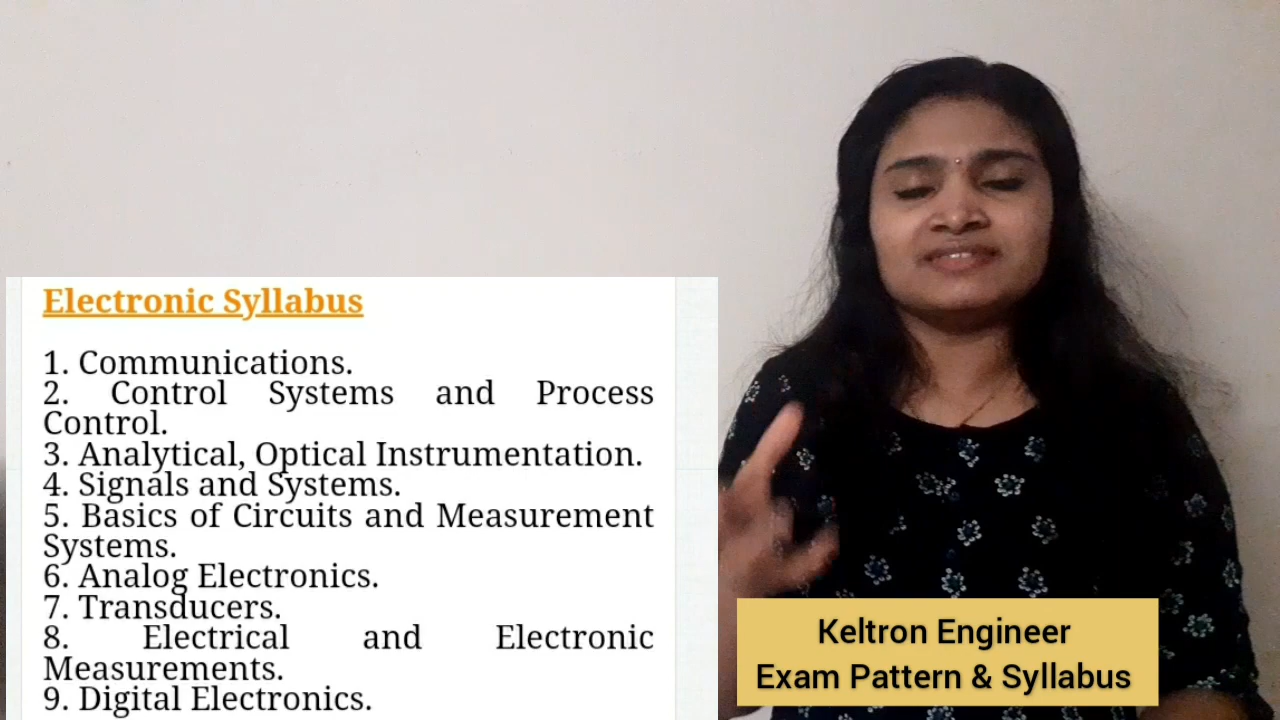 Electronic Syllabus
1. Communications.
2. Control Systems and Process
Control.
3. Analytical, Optical Instrumentation.
4. Signals and Systems.
5. Basics of Circuits and Measurement
Systems.
6. Analog Electronics.
7. Transducers.
8. Electrical and Electronic
Measurements.
9. Digital Electronics.
Keltron Engineer
Exam Pattern & Syllabus